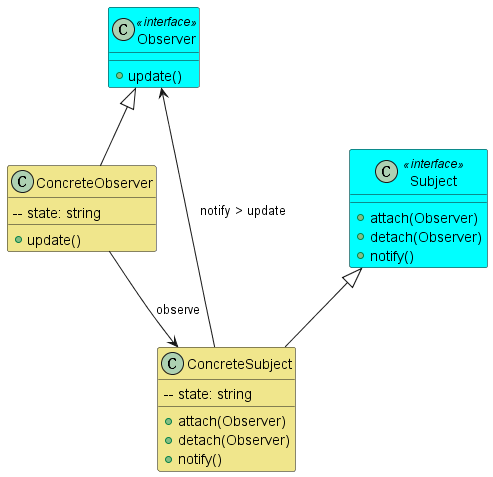 C «interface»
Observer
update()
C ConcreteObserver
-- state: string
update()
notify > update
C «interface»
Subject
attach(Observer)
detach(Observer)
notify()
observe
C ConcreteSubject
-- state: string
attach(Observer)
detach(Observer)
notify()